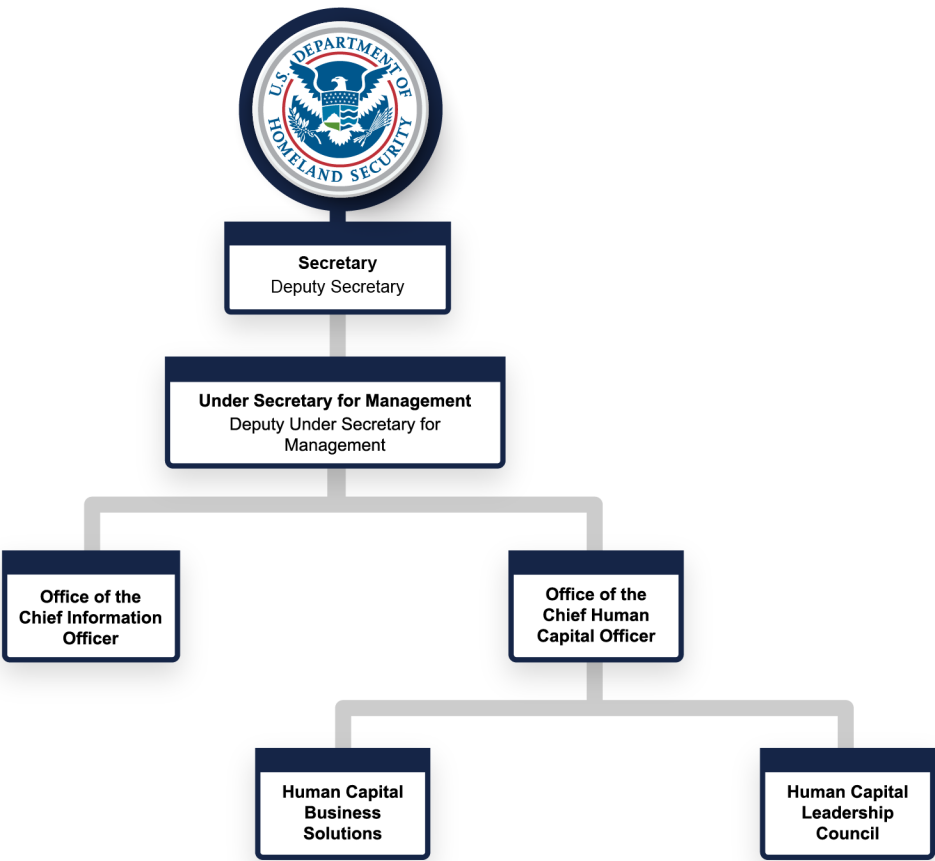 U.S. DEPARTMENT OF
HOMELAND SECURITY
Secretary
Deputy Secretary
Under Secretary for Management
Deputy Under Secretary for
Management
Office of the
Chief Information
Officer
Office of the
Chief Human
Capital Officer
Human Capital
Business
Solutions
Human Capital
Leadership
Council